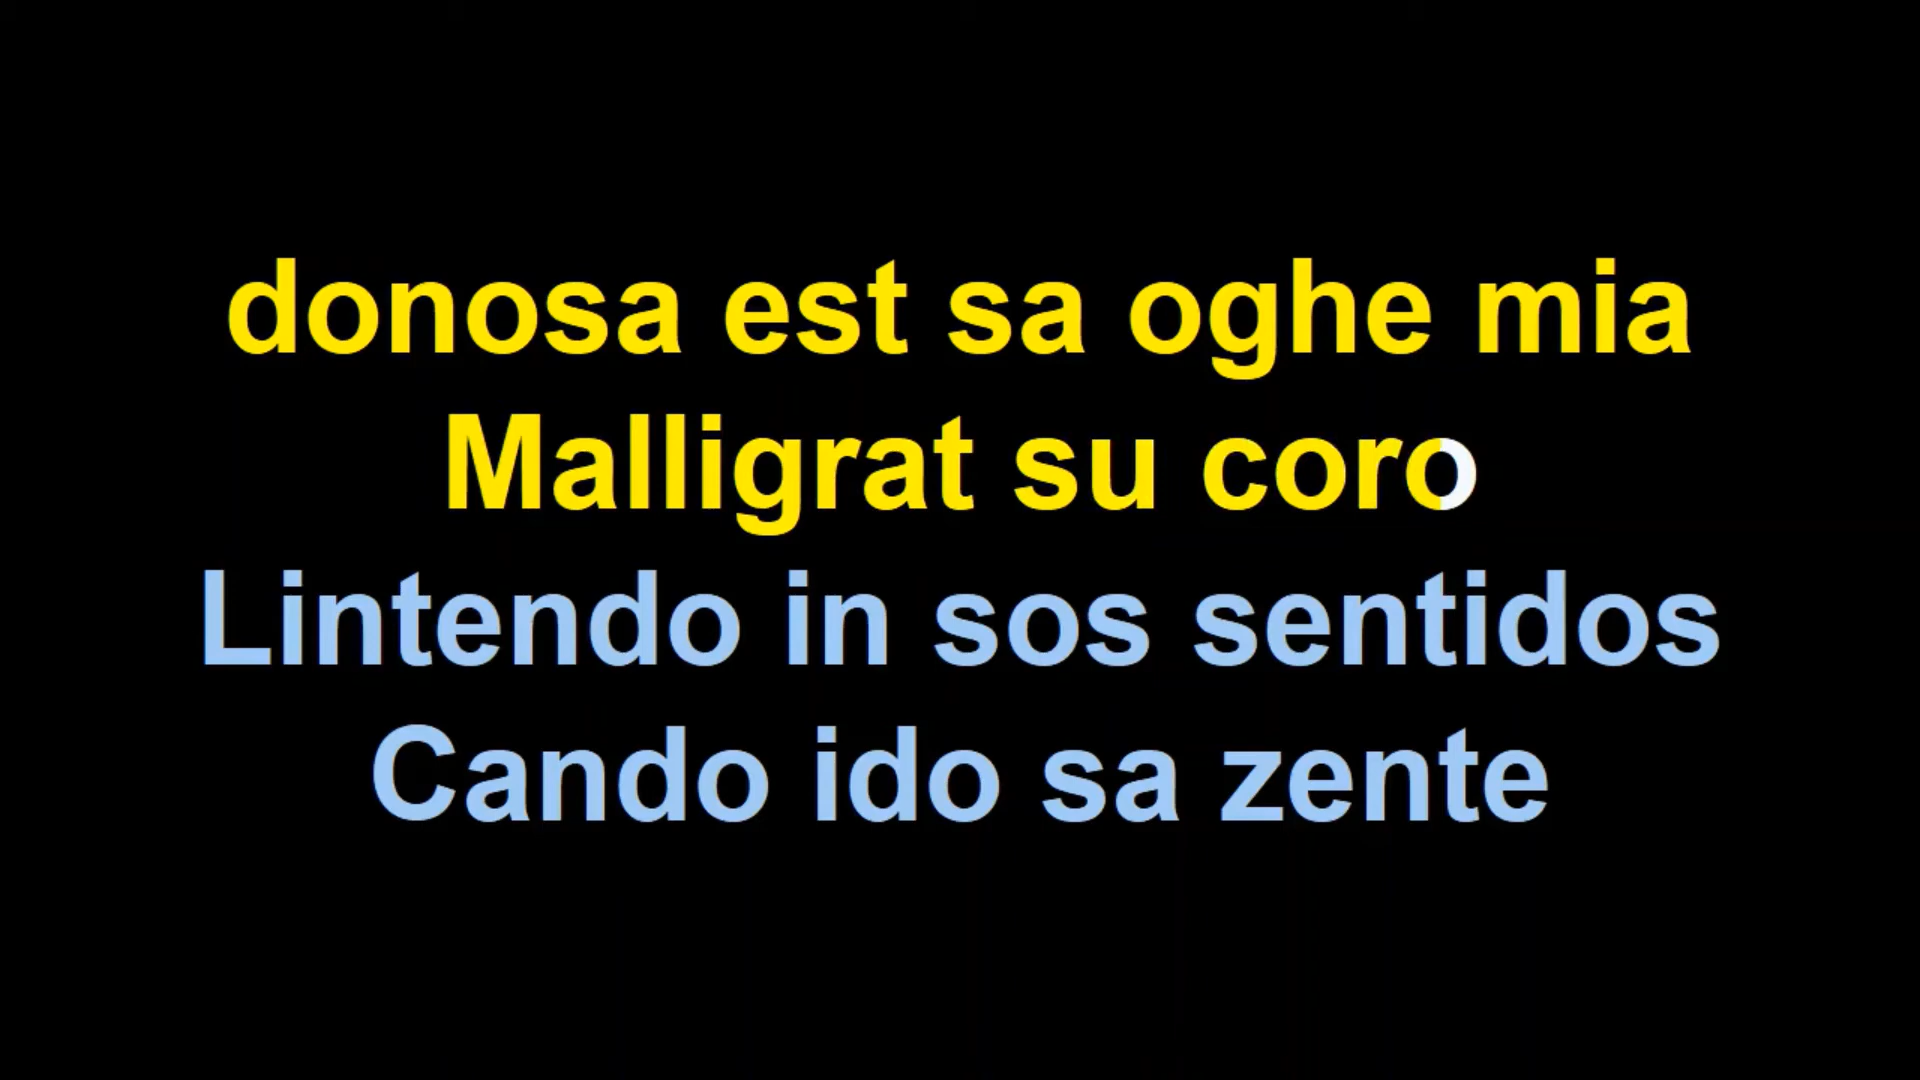 donosa est sa oghe mia
Malligrat su coro
Lintendo in sos sentidos
Cando ido sa zente